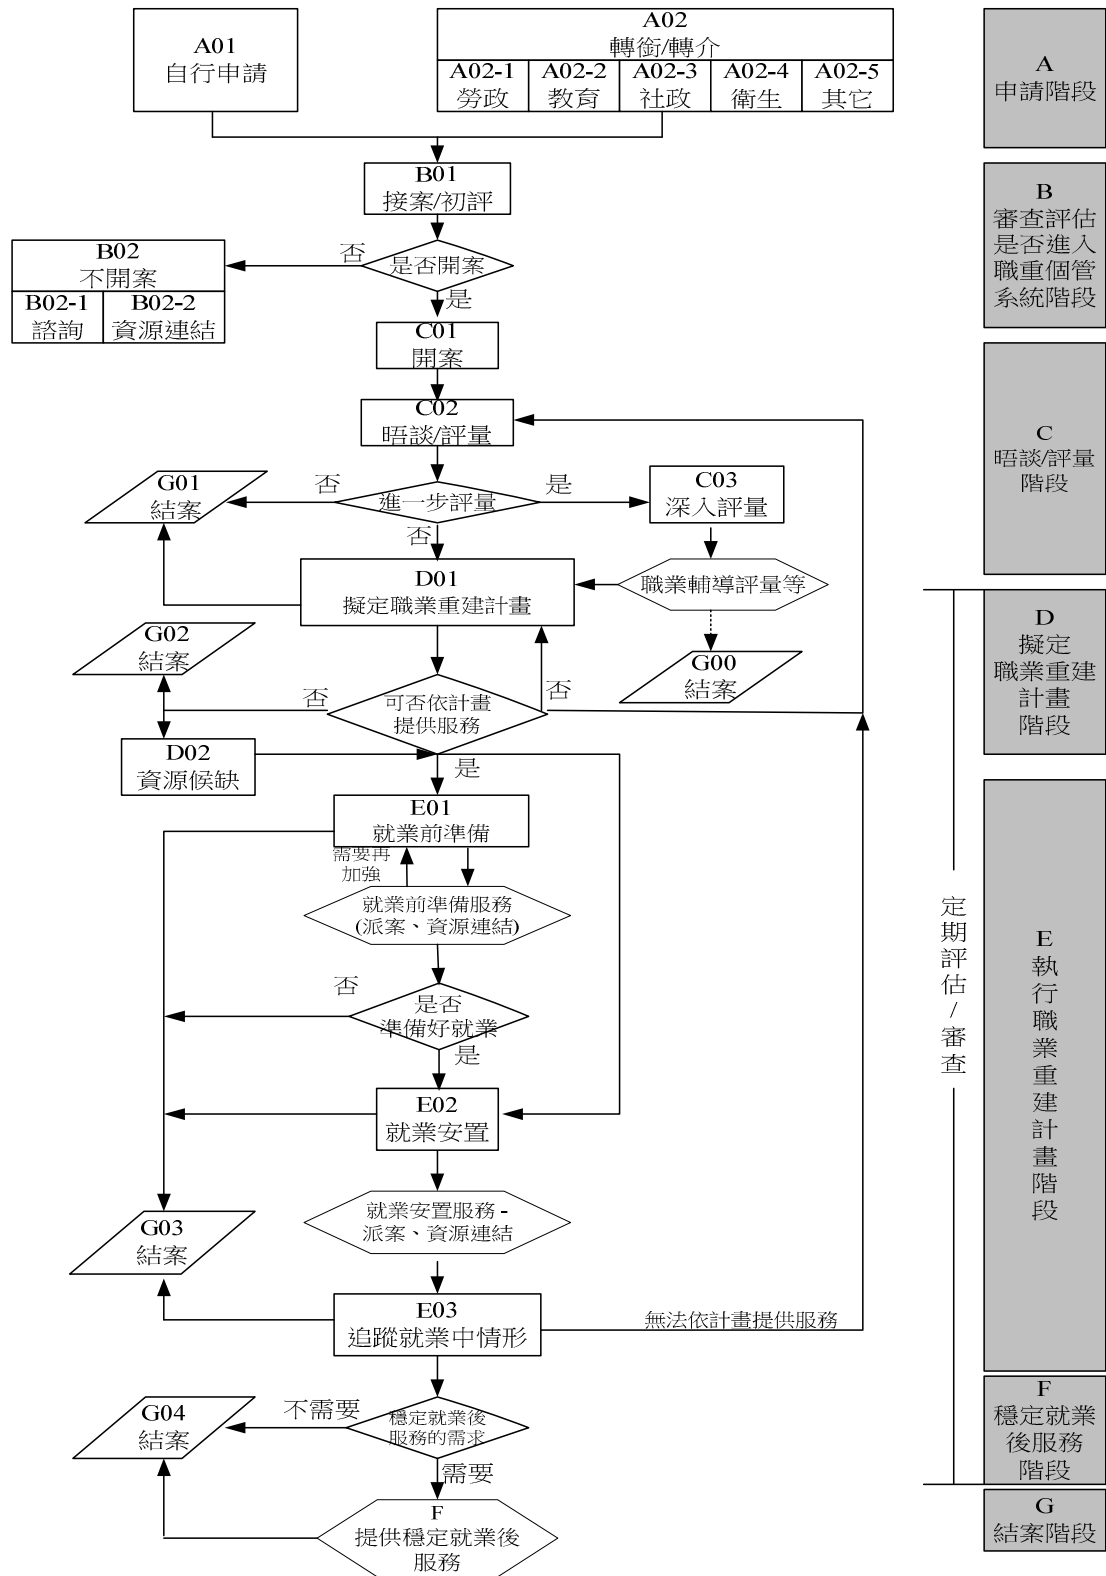 A01
自行申請
A02
轉銜/轉介
A02-1
勞政
A02-2
教育
A02-3
社政
A02-4
衛生
A02-5
其它
A
申請階段
B01
接案/初評
B
審查評估
是否進入
職重個管
系統階段
是否開案
否
是
B02
不開案
B02-1
諮詢
B02-2
資源連結
C01
開案
C02
晤談/評量
C
晤談/評量
階段
進一步評量
否
是
否
G01
結案
C03
深入評量
職業輔導評量等
D01
擬定職業重建計畫
G00
結案
D
擬定
職業重建
計畫
階段
G02
結案
可否依計畫
提供服務
否
否
是
D02
資源候缺
E01
就業前準備
需要再
加強
就業前準備服務
(派案、資源連結)
是否
準備好就業
否
是
E02
就業安置
就業安置服務-
派案、資源連結
G03
結案
E03
追蹤就業中情形
無法依計畫提供服務
定期評估/審查
E
執行職業重建計畫階段
穩定就業後
服務的需求
不需要
需要
G04
結案
F
提供穩定就業後
服務
F
穩定就業
後服務
階段
G
結案階段